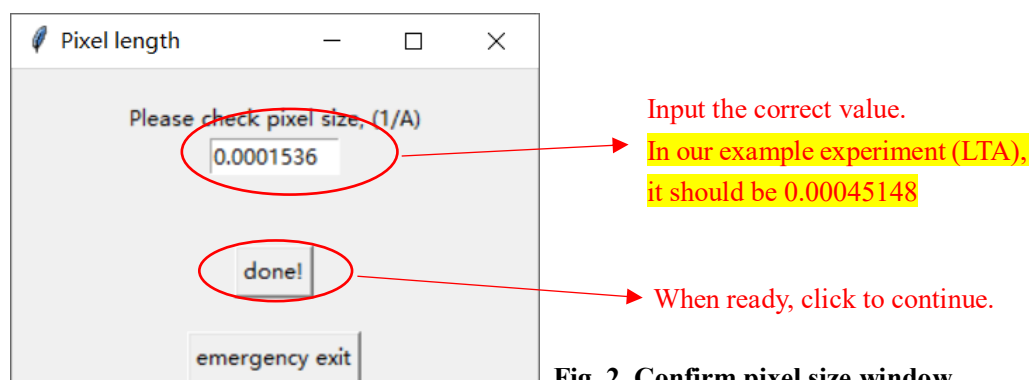 Pixel length
Please check pixel size, (1/A)
0.0001536
Input the correct value.
In our example experiment (LTA),
it should be 0.00045148
done!
When ready, click to continue.
emergency exit
Fig. 2 Confirm pixel size window